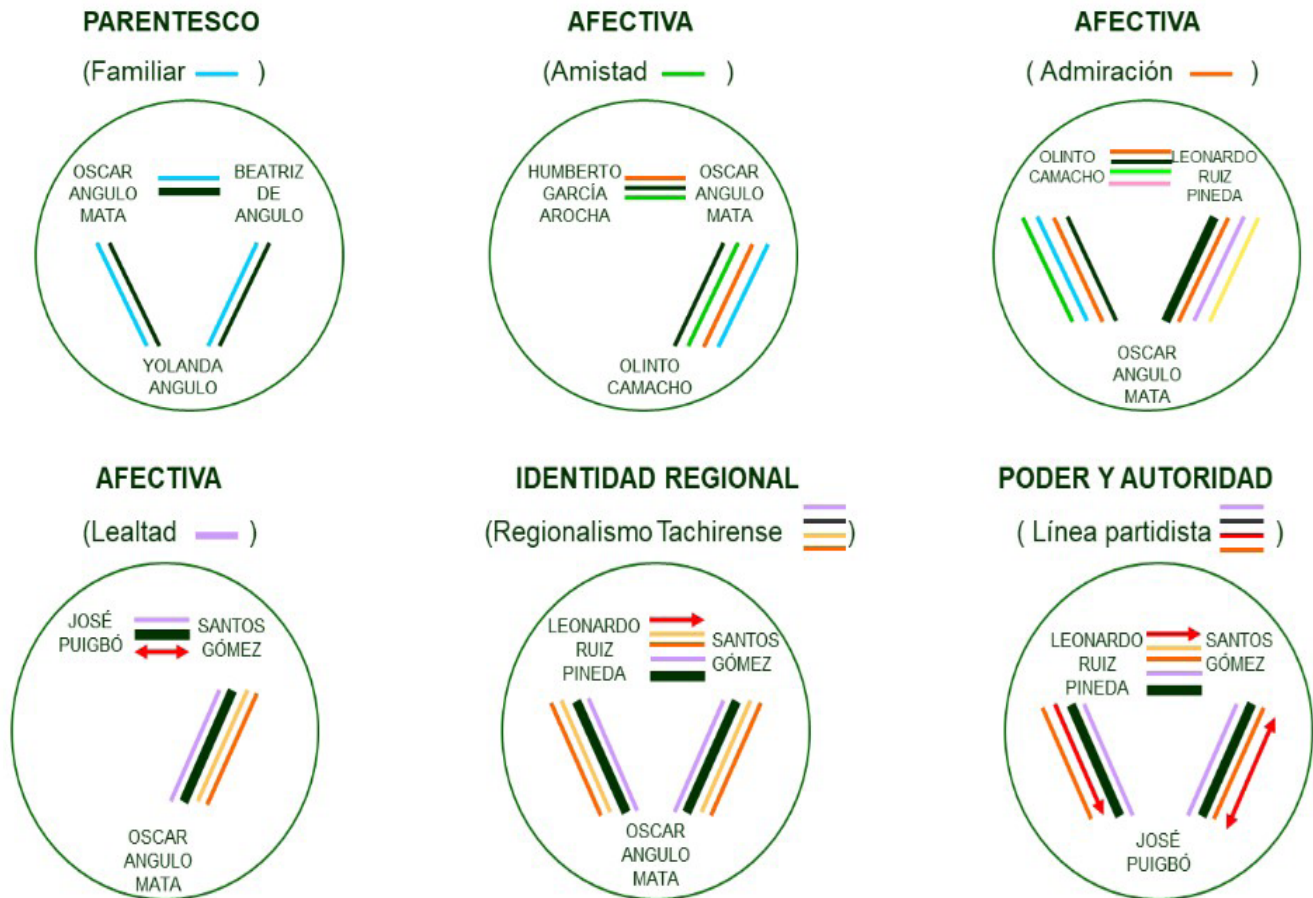 PARENTESCO
(Familiar )
OSCAR
ANGULO
MATA
BEATRIZ
DE
ANGULO
YOLANDA
ANGULO
AFECTIVA
(Amistad )
HUMBERTO
GARCÍA
AROCHA
OSCAR
ANGULO
MATA
OLINTO
CAMACHO
AFECTIVA
( Admiración )
OLINTO
CAMACHO
LEONARDO
RUIZ
PINEDA
OSCAR
ANGULO
MATA
AFECTIVA
(Lealtad )
JOSÉ
PUIGBÓ
SANTOS
GÓMEZ
OSCAR
ANGULO
MATA
IDENTIDAD REGIONAL
(Regionalismo Tachirense )
LEONARDO
RUIZ
PINEDA
SANTOS
GÓMEZ
OSCAR
ANGULO
MATA
PODER Y AUTORIDAD
( Línea partidista )
LEONARDO
RUIZ
PINEDA
SANTOS
GÓMEZ
JOSÉ
PUIGBÓ